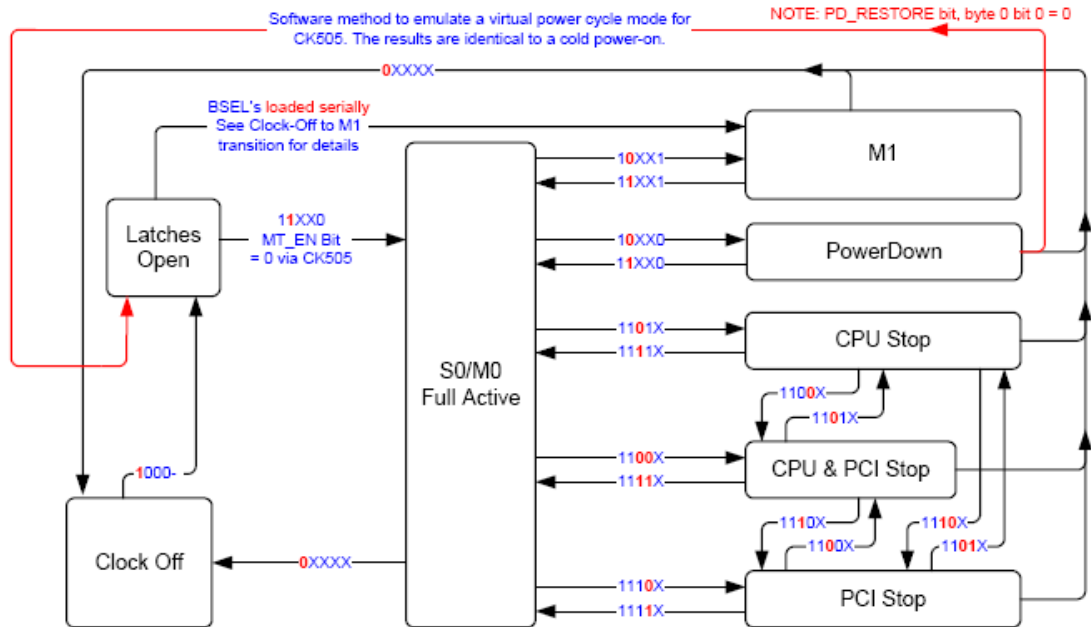 Software method to emulate a virtual power cycle mode for
CK505. The results are identical to a cold power-on.
NOTE: PD_RESTORE bit, byte 0 bit 0 = 0
0XXXX
BSEL's loaded serially
See Clock-Off to M1
transition for details
M1
10XX1
11XX1
Latches
Open
11XX0
MT_EN Bit
= 0 via CK505
10XX0
11XX0
PowerDown
S0/M0
Full Active
1101X
1111X
CPU Stop
1100X
1101X
1100X
1111X
CPU & PCI Stop
1000-
Clock Off
0XXXX
1110X
1100X
1110X
1101X
1110X
1111X
PCI Stop